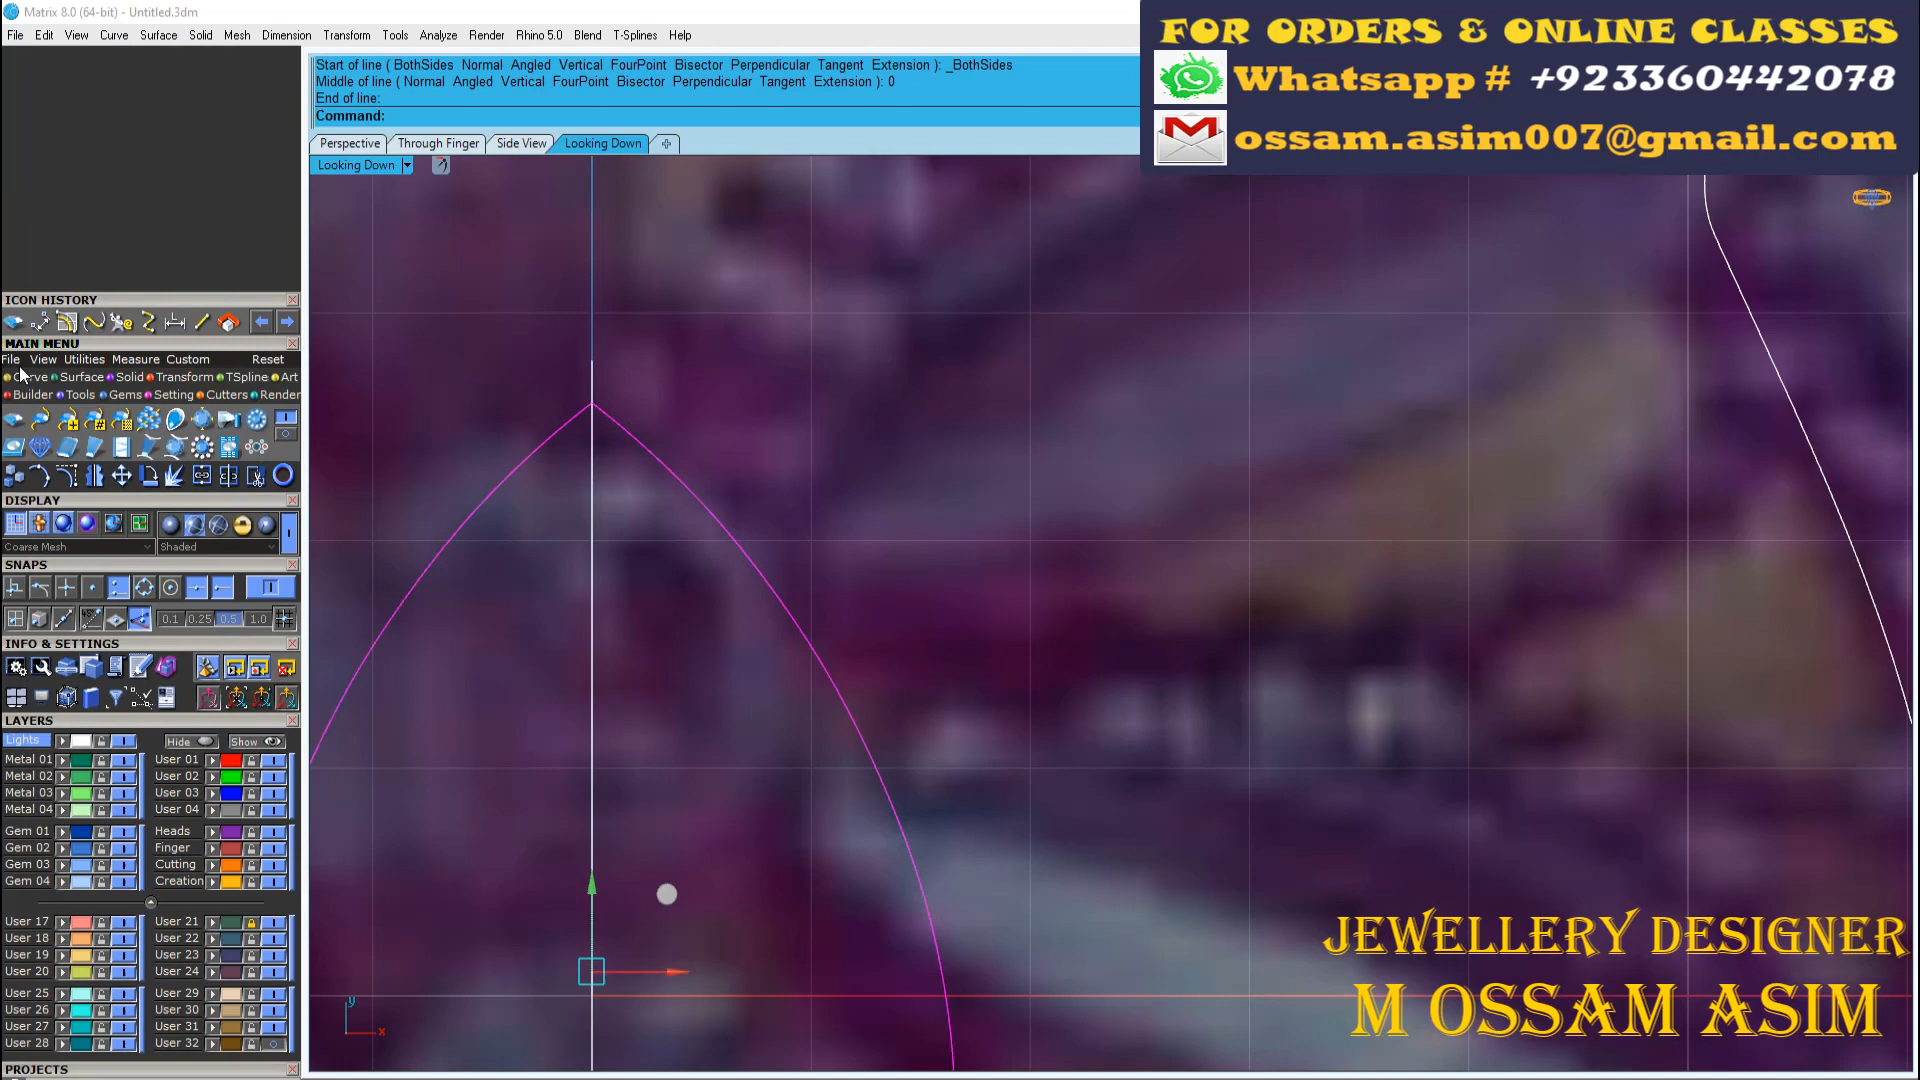 Matrix 8.0 (64-bit) - Untitled.3dm
File Edit View Curve Surface Solid Mesh Dimension Transform Tools Analyze Render Rhino 5.0 Blend T-Splines Help
FOR ORDERS & ONLINE CLASSES
Whatsapp # +923360442078
ossam.asim007@gmail.com
Start of line ( BothSides Normal Angled Vertical FourPoint Bisector Perpendicular Tangent Extension ): _BothSides
Middle of line ( Normal Angled Vertical FourPoint Bisector Perpendicular Tangent Extension ): 0
End of line:
Command:
Perspective Through Finger Side View Looking Down
Looking Down
ICON HISTORY
MAIN MENU
File View Utilities Measure Custom Reset
Curve Surface Solid Transform TSpline Art
Builder Tools Gems Setting Cutters Render
DISPLAY
Coarse Mesh Shaded
SNAPS
0.1 0.25 0.5 1.0
INFO & SETTINGS
LAYERS
Lights Hide Show
Metal 01 User 01
Metal 02 User 02
Metal 03 User 03
Metal 04 User 04
Gem 01 Heads
Gem 02 Finger
Gem 03 Cutting
Gem 04 Creation
User 17 User 21
User 18 User 22
User 19 User 23
User 20 User 24
User 25 User 29
User 26 User 30
User 27 User 31
User 28 User 32
PROJECTS
y
x
JEWELLERY DESIGNER
M OSSAM ASIM